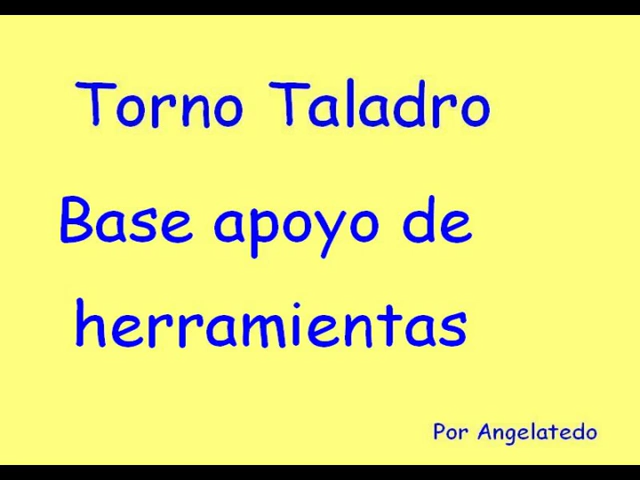 Torno Taladro
Base apoyo de
herramientas
Por Angelatedo